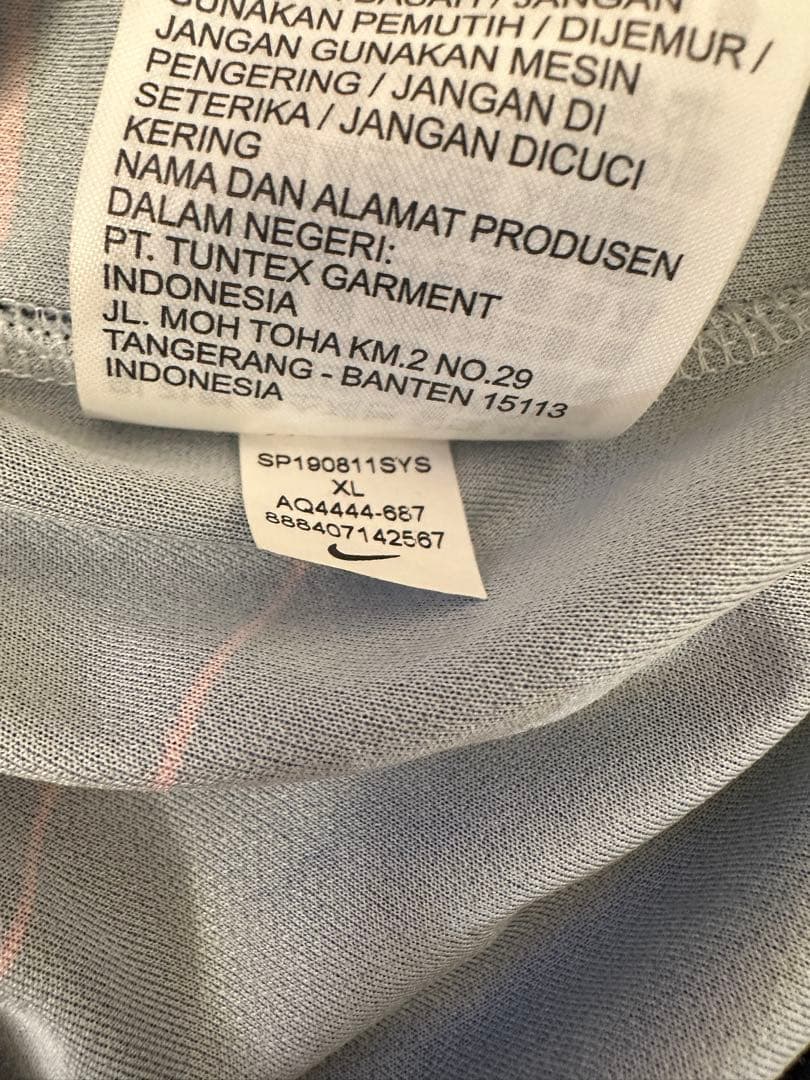 GUNAKAN PEMUTIH / DIJEMUR /
JANGAN GUNAKAN MESIN
PENGERING / JANGAN DI
SETERIKA / JANGAN DICUCI
KERING
NAMA DAN ALAMAT PRODUSEN
DALAM NEGERI:
PT. TUNTEX GARMENT
INDONESIA
JL. MOH TOHA KM.2 NO.29
TANGERANG - BANTEN 15113
INDONESIA
SP190811SYS
XL
AQ4444-687
888407142567